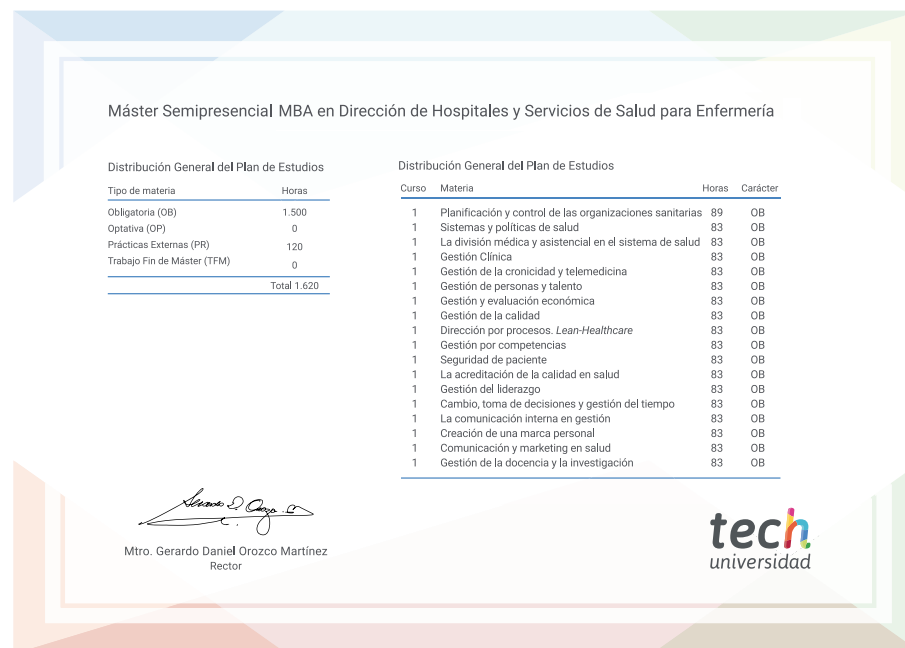 Máster Semipresencial MBA en Dirección de Hospitales y Servicios de Salud para Enfermería
Distribución General del Plan de Estudios
Tipo de materia Horas
Obligatoria (OB) 1.500
Optativa (OP) 0
Prácticas Externas (PR) 120
Trabajo Fin de Máster (TFM) 0
Total 1.620
Distribución General del Plan de Estudios
Curso Materia Horas Carácter
1 Planificación y control de las organizaciones sanitarias 89 OB
1 Sistemas y políticas de salud 83 OB
1 La división médica y asistencial en el sistema de salud 83 OB
1 Gestión Clínica 83 OB
1 Gestión de la cronicidad y telemedicina 83 OB
1 Gestión de personas y talento 83 OB
1 Gestión y evaluación económica 83 OB
1 Gestión de la calidad 83 OB
1 Dirección por procesos. Lean-Healthcare 83 OB
1 Gestión por competencias 83 OB
1 Seguridad de paciente 83 OB
1 La acreditación de la calidad en salud 83 OB
1 Gestión del liderazgo 83 OB
1 Cambio, toma de decisiones y gestión del tiempo 83 OB
1 La comunicación interna en gestión 83 OB
1 Creación de una marca personal 83 OB
1 Comunicación y marketing en salud 83 OB
1 Gestión de la docencia y la investigación 83 OB
Mtro. Gerardo Daniel Orozco Martínez
Rector
tech
universidad